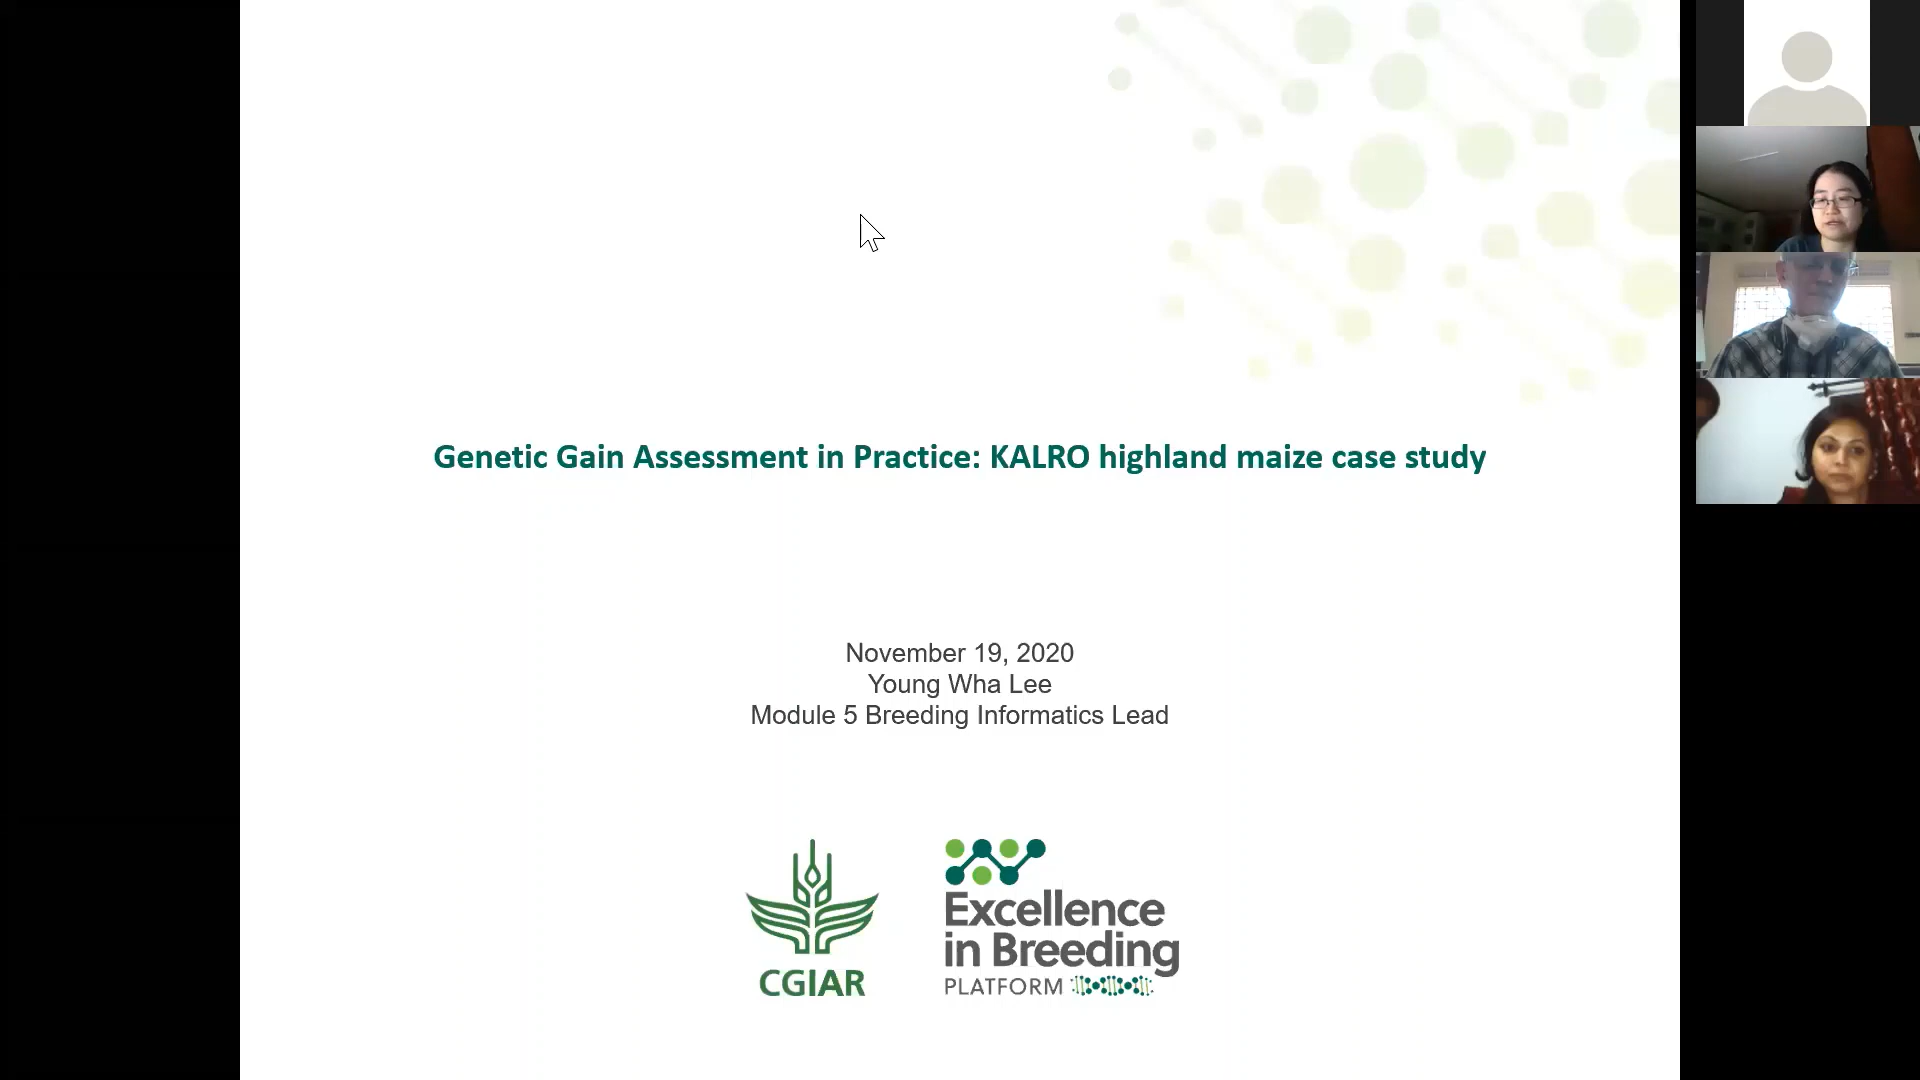 Genetic Gain Assessment in Practice: KALRO highland maize case study
November 19, 2020
Young Wha Lee
Module 5 Breeding Informatics Lead
CGIAR
Excellence
in Breeding
PLATFORM